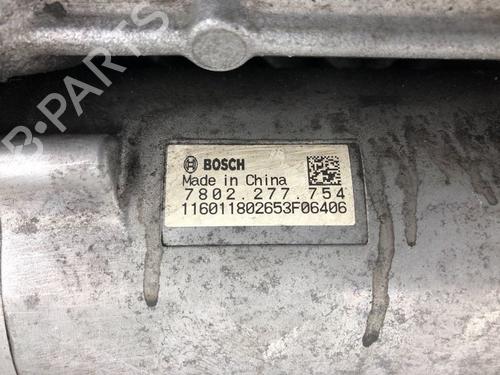 B-PARTS
BOSCH
Made in China
7802.277.754
116011802653F06406